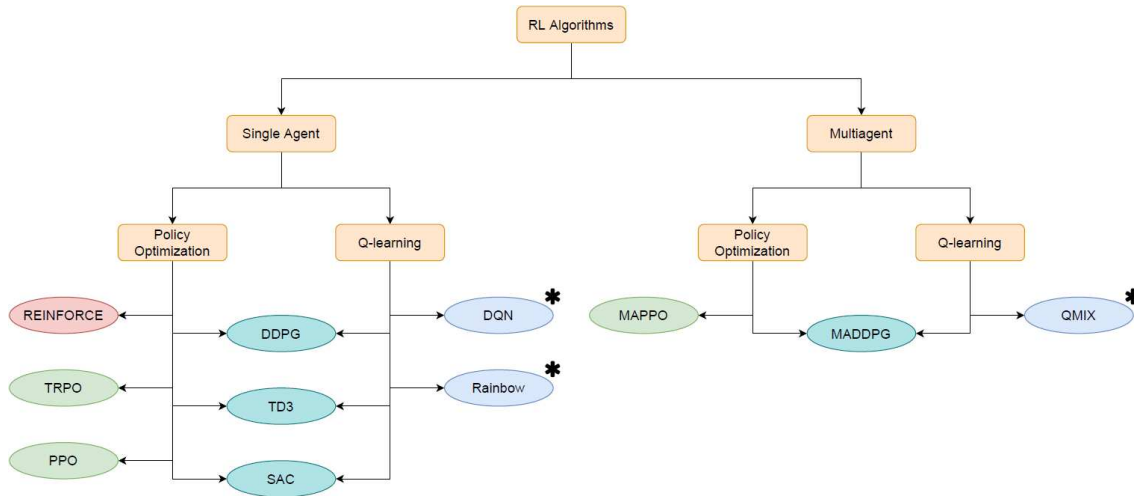 RL Algorithms
Single Agent
Multiagent
Policy
Optimization
Q-learning
Policy
Optimization
Q-learning
REINFORCE
DDPG
DQN
*
TRPO
TD3
Rainbow
*
PPO
SAC
MAPPO
MADDPG
QMIX
*